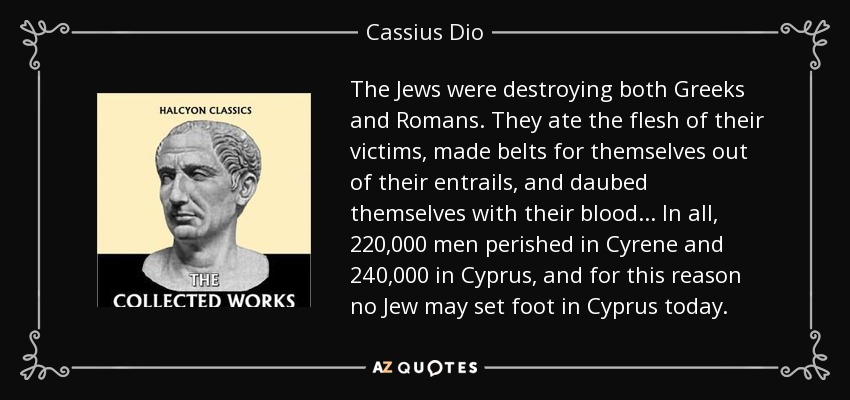 Cassius Dio
HALCYON CLASSICS
THE
COLLECTED WORKS
The Jews were destroying both Greeks
and Romans. They ate the flesh of their
victims, made belts for themselves out
of their entrails, and daubed
themselves with their blood... In all,
220,000 men perished in Cyrene and
240,000 in Cyprus, and for this reason
no Jew may set foot in Cyprus today.
AZ QUOTES